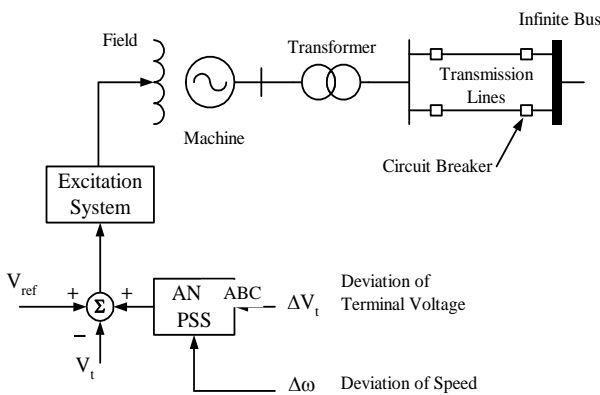 Infinite Bus
Field
Transformer
Transmission
Lines
Machine
Circuit Breaker
Excitation
System
V_ref
+
+
Σ
AN ABC
PSS
ΔV_t
Deviation of
Terminal Voltage
−
V_t
Δω
Deviation of Speed